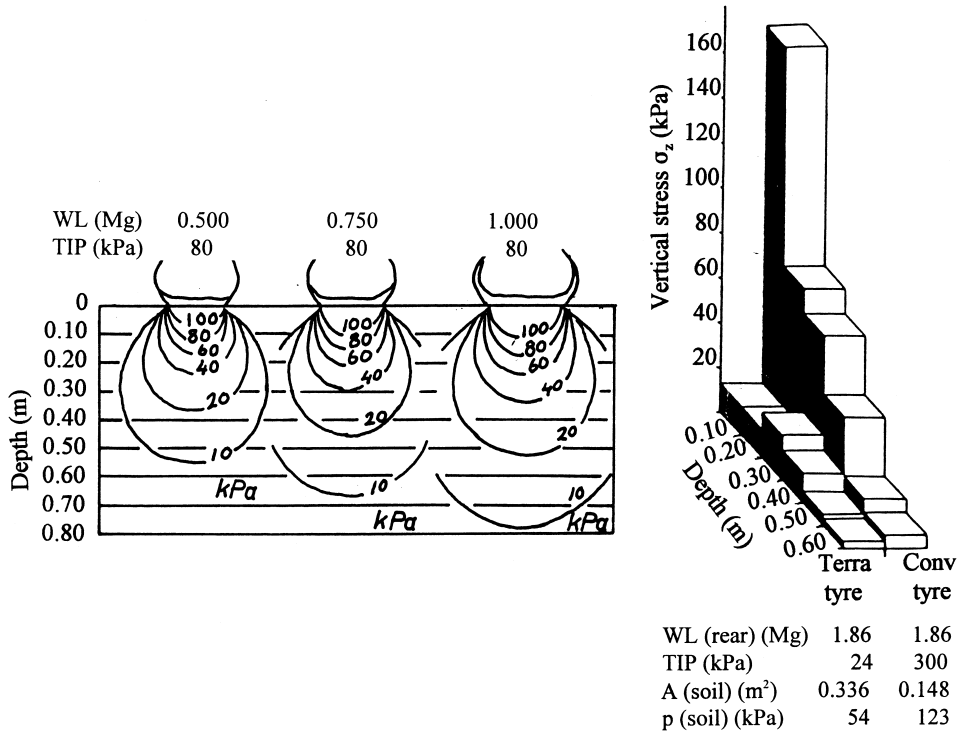 WL (Mg) 0.500 0.750 1.000
TIP (kPa) 80 80 80
Depth (m)
0
0.10
0.20
0.30
0.40
0.50
0.60
0.70
0.80
100 100 100
80 80 80
60 60 60
40 40 40
20 20 20
10 10 10
kPa kPa kPa
Vertical stress σz (kPa)
160
140
120
100
80
60
40
20
0.10
0.20
0.30
0.40
0.50
0.60
Depth (m)
Terra Conv
tyre tyre
WL (rear) (Mg) 1.86 1.86
TIP (kPa) 24 300
A (soil) (m²) 0.336 0.148
p (soil) (kPa) 54 123